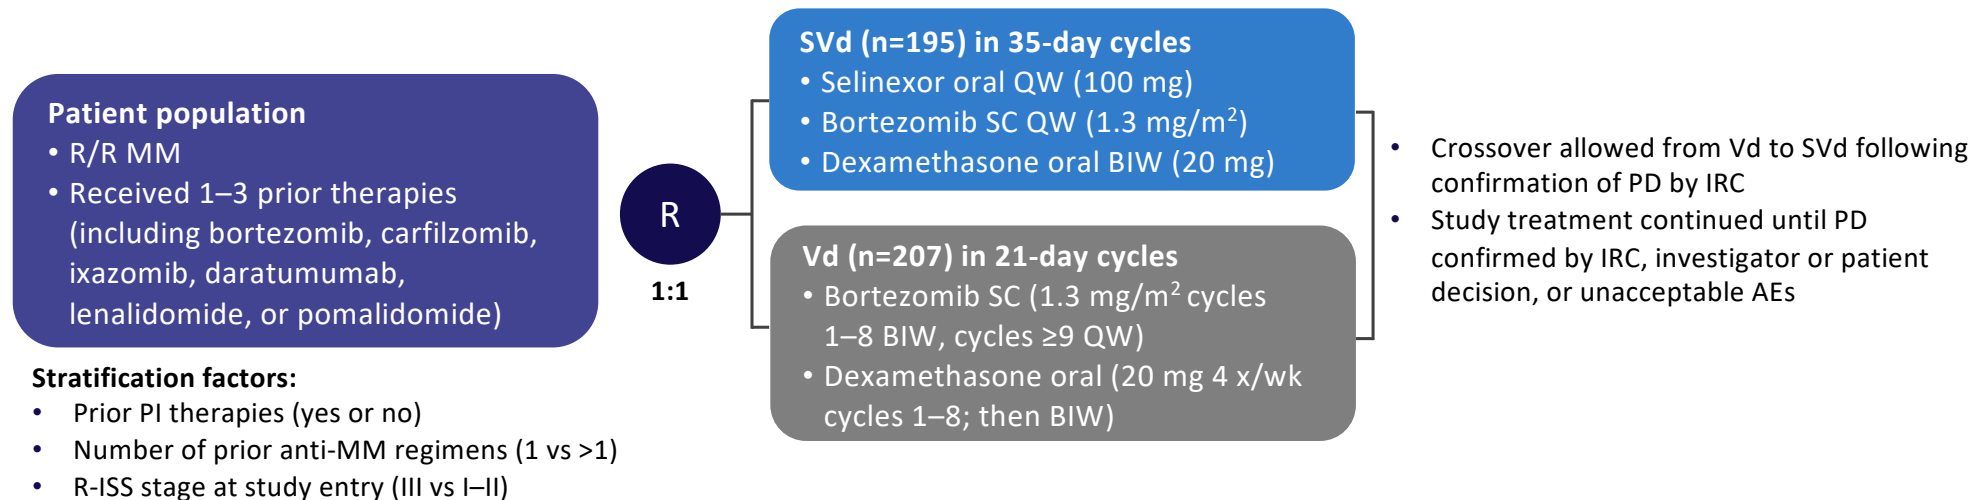 Patient population
• R/R MM
• Received 1–3 prior therapies
(including bortezomib, carfilzomib,
ixazomib, daratumumab,
lenalidomide, or pomalidomide)
Stratification factors:
• Prior PI therapies (yes or no)
• Number of prior anti-MM regimens (1 vs >1)
• R-ISS stage at study entry (III vs I–II)
R
1:1
SVd (n=195) in 35-day cycles
• Selinexor oral QW (100 mg)
• Bortezomib SC QW (1.3 mg/m²)
• Dexamethasone oral BIW (20 mg)
Vd (n=207) in 21-day cycles
• Bortezomib SC (1.3 mg/m² cycles
1–8 BIW, cycles ≥9 QW)
• Dexamethasone oral (20 mg 4 x/wk
cycles 1–8; then BIW)
• Crossover allowed from Vd to SVd following
confirmation of PD by IRC
• Study treatment continued until PD
confirmed by IRC, investigator or patient
decision, or unacceptable AEs